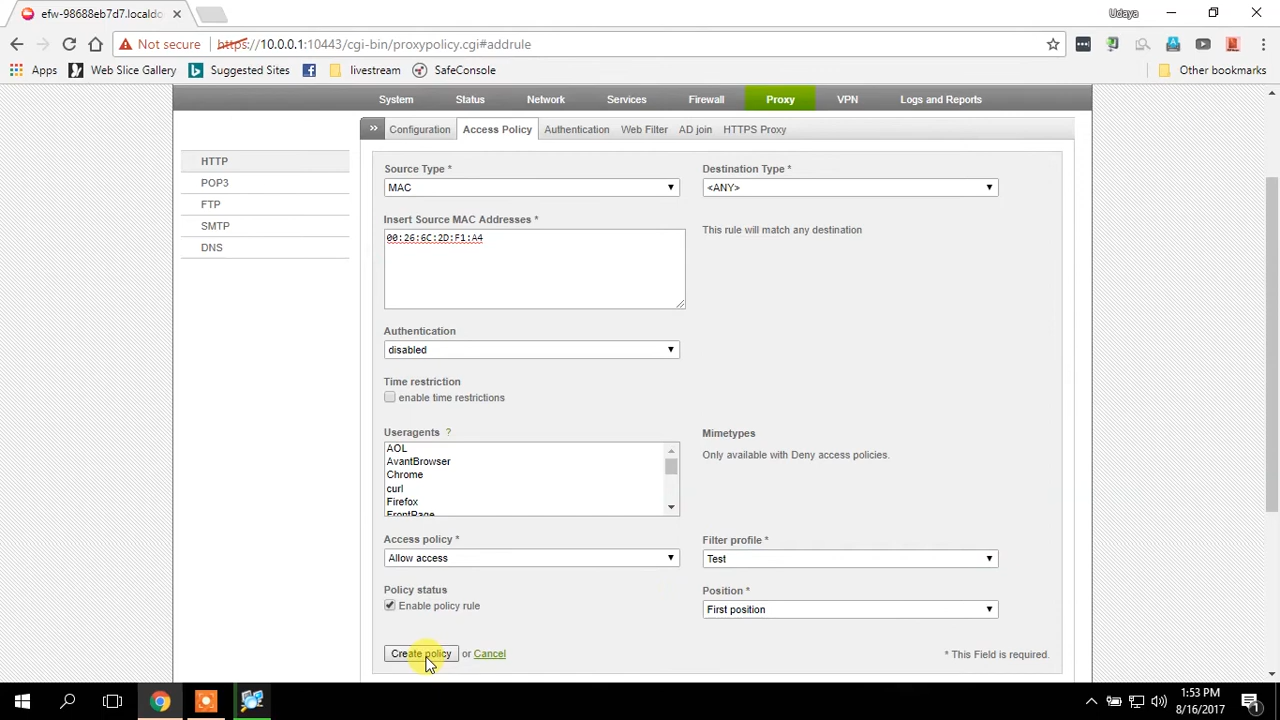 efw-98688eb7d7.localdo
Udaya
Not secure
https://10.0.0.1:10443/cgi-bin/proxypolicy.cgi#addrule
Apps
Web Slice Gallery
Suggested Sites
livestream
SafeConsole
Other bookmarks
System
Status
Network
Services
Firewall
Proxy
VPN
Logs and Reports
»
Configuration
Access Policy
Authentication
Web Filter
AD join
HTTPS Proxy
HTTP
POP3
FTP
SMTP
DNS
Source Type *
MAC
Destination Type *
<ANY>
Insert Source MAC Addresses *
00:26:6C:2D:F1:A4
This rule will match any destination
Authentication
disabled
Time restriction
enable time restrictions
Useragents ?
AOL
AvantBrowser
Chrome
curl
Firefox
FrontPage
Mimetypes
Only available with Deny access policies.
Access policy *
Allow access
Filter profile *
Test
Policy status
Enable policy rule
Position *
First position
Create policy or Cancel
* This Field is required.
1:53 PM
8/16/2017
1